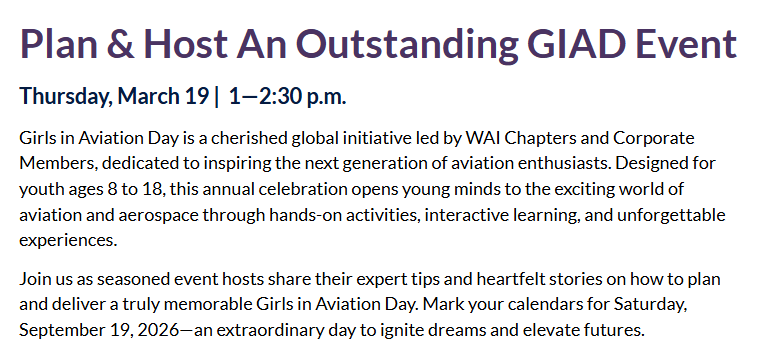 Plan & Host An Outstanding GIAD Event
Thursday, March 19 | 1—2:30 p.m.
Girls in Aviation Day is a cherished global initiative led by WAI Chapters and Corporate
Members, dedicated to inspiring the next generation of aviation enthusiasts. Designed for
youth ages 8 to 18, this annual celebration opens young minds to the exciting world of
aviation and aerospace through hands-on activities, interactive learning, and unforgettable
experiences.
Join us as seasoned event hosts share their expert tips and heartfelt stories on how to plan
and deliver a truly memorable Girls in Aviation Day. Mark your calendars for Saturday,
September 19, 2026—an extraordinary day to ignite dreams and elevate futures.